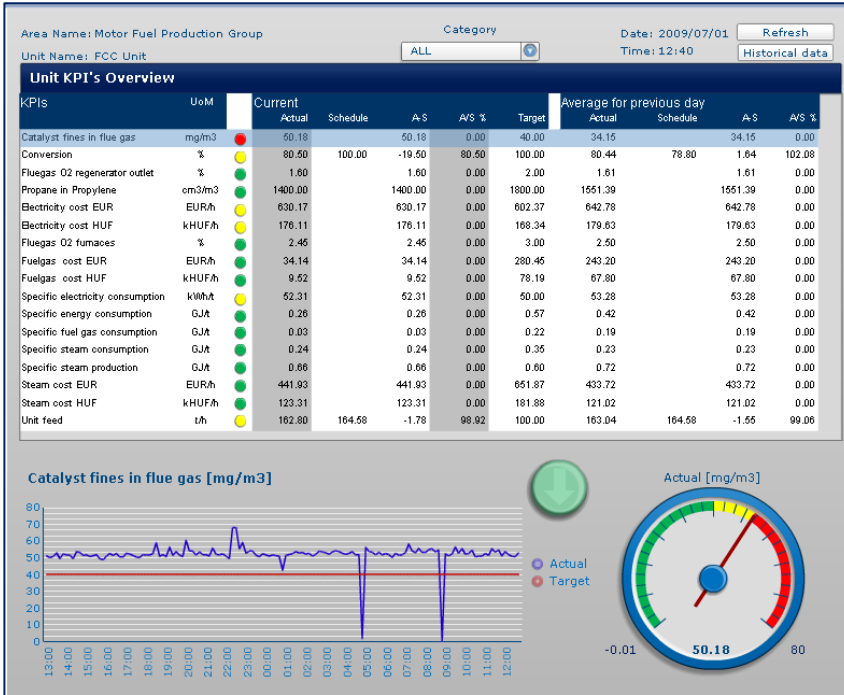 Area Name: Motor Fuel Production Group Category Date: 2009/07/01 Refresh
Unit Name: FCC Unit ALL Time: 12:40 Historical data
Unit KPI's Overview
KPIs UoM Current Average for previous day
Actual Schedule A-S A/S % Target Actual Schedule A-S A/S %
Catalyst fines in flue gas mg/m3 50.18 50.18 0.00 40.00 34.15 34.15 0.00
Conversion % 80.50 100.00 -19.50 80.50 100.00 80.44 78.80 1.64 102.08
Fluegas O2 regenerator outlet % 1.60 1.60 0.00 2.00 1.61 1.61 0.00
Propane in Propylene cm3/m3 1400.00 1400.00 0.00 1800.00 1551.39 1551.39 0.00
Electricity cost EUR EUR/h 630.17 630.17 0.00 602.37 642.78 642.78 0.00
Electricity cost HUF kHUF/h 176.11 176.11 0.00 168.34 179.63 179.63 0.00
Fluegas O2 furnaces % 2.45 2.45 0.00 3.00 2.50 2.50 0.00
Fuelgas cost EUR EUR/h 34.14 34.14 0.00 280.45 243.20 243.20 0.00
Fuelgas cost HUF kHUF/h 9.52 9.52 0.00 78.19 67.80 67.80 0.00
Specific electricity consumption kWh/t 52.31 52.31 0.00 50.00 53.28 53.28 0.00
Specific energy consumption GJ/t 0.26 0.26 0.00 0.57 0.42 0.42 0.00
Specific fuel gas consumption GJ/t 0.03 0.03 0.00 0.22 0.19 0.19 0.00
Specific steam consumption GJ/t 0.24 0.24 0.00 0.35 0.23 0.23 0.00
Specific steam production GJ/t 0.66 0.66 0.00 0.60 0.72 0.72 0.00
Steam cost EUR EUR/h 441.93 441.93 0.00 651.87 433.72 433.72 0.00
Steam cost HUF kHUF/h 123.31 123.31 0.00 181.88 121.02 121.02 0.00
Unit feed t/h 162.80 164.58 -1.78 98.92 100.00 163.04 164.58 -1.55 99.06
Catalyst fines in flue gas [mg/m3]
80
70
60
50
40
30
20
10
0
13:00 14:00 15:00 16:00 17:00 18:00 19:00 20:00 21:00 22:00 23:00 00:00 01:00 02:00 03:00 04:00 05:00 06:00 07:00 08:00 09:00 10:00 11:00 12:00
Actual
Target
Actual [mg/m3]
-0.01 50.18 80